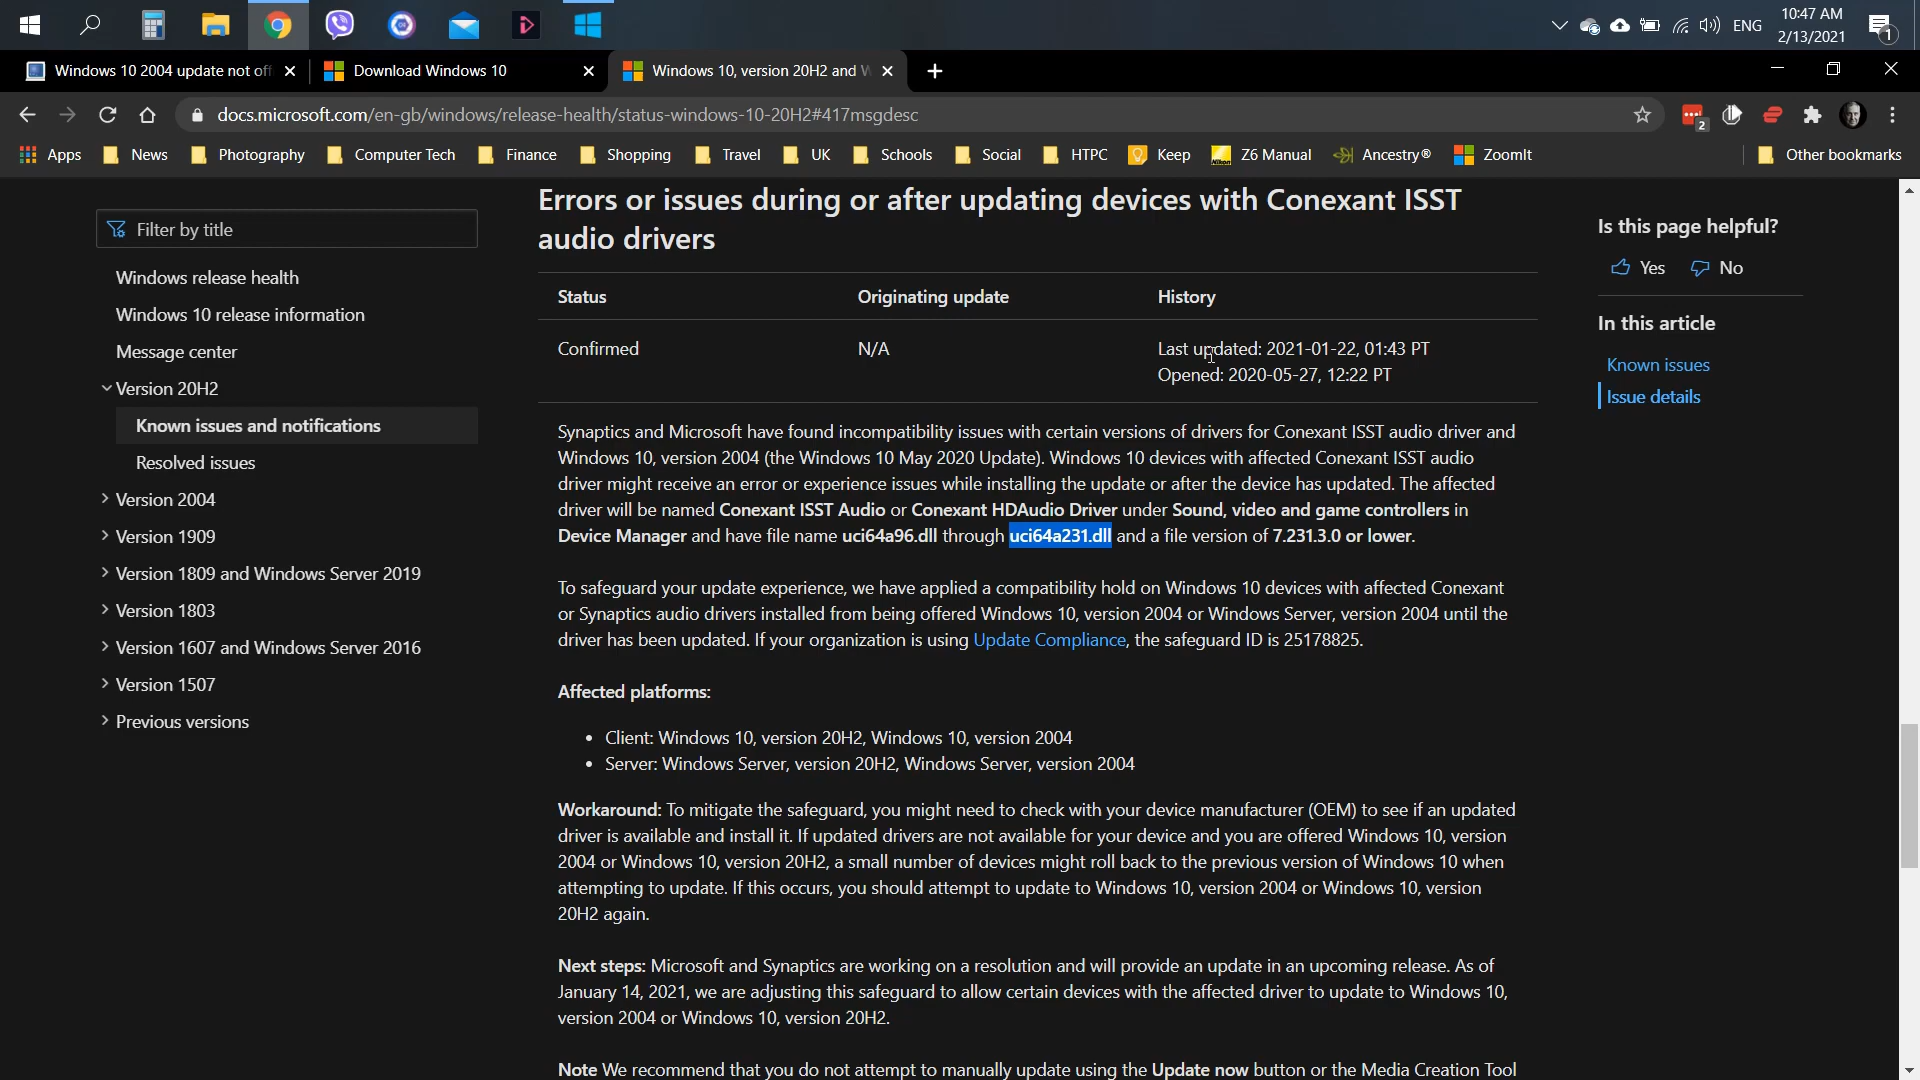 ENG
10:47 AM
2/13/2021
1
Windows 10 2004 update not off
Download Windows 10
Windows 10, version 20H2 and W
docs.microsoft.com/en-gb/windows/release-health/status-windows-10-20H2#417msgdesc
2
Apps
News
Photography
Computer Tech
Finance
Shopping
Travel
UK
Schools
Social
HTPC
Keep
Z6 Manual
Ancestry®
ZoomIt
Other bookmarks
Filter by title
Windows release health
Windows 10 release information
Message center
Version 20H2
Known issues and notifications
Resolved issues
Version 2004
Version 1909
Version 1809 and Windows Server 2019
Version 1803
Version 1607 and Windows Server 2016
Version 1507
Previous versions
Errors or issues during or after updating devices with Conexant ISST
audio drivers
Status Originating update History
Confirmed N/A Last updated: 2021-01-22, 01:43 PT
Opened: 2020-05-27, 12:22 PT
Synaptics and Microsoft have found incompatibility issues with certain versions of drivers for Conexant ISST audio driver and
Windows 10, version 2004 (the Windows 10 May 2020 Update). Windows 10 devices with affected Conexant ISST audio
driver might receive an error or experience issues while installing the update or after the device has updated. The affected
driver will be named Conexant ISST Audio or Conexant HDAudio Driver under Sound, video and game controllers in
Device Manager and have file name uci64a96.dll through uci64a231.dll and a file version of 7.231.3.0 or lower.
To safeguard your update experience, we have applied a compatibility hold on Windows 10 devices with affected Conexant
or Synaptics audio drivers installed from being offered Windows 10, version 2004 or Windows Server, version 2004 until the
driver has been updated. If your organization is using Update Compliance, the safeguard ID is 25178825.
Affected platforms:
• Client: Windows 10, version 20H2, Windows 10, version 2004
• Server: Windows Server, version 20H2, Windows Server, version 2004
Workaround: To mitigate the safeguard, you might need to check with your device manufacturer (OEM) to see if an updated
driver is available and install it. If updated drivers are not available for your device and you are offered Windows 10, version
2004 or Windows 10, version 20H2, a small number of devices might roll back to the previous version of Windows 10 when
attempting to update. If this occurs, you should attempt to update to Windows 10, version 2004 or Windows 10, version
20H2 again.
Next steps: Microsoft and Synaptics are working on a resolution and will provide an update in an upcoming release. As of
January 14, 2021, we are adjusting this safeguard to allow certain devices with the affected driver to update to Windows 10,
version 2004 or Windows 10, version 20H2.
Note We recommend that you do not attempt to manually update using the Update now button or the Media Creation Tool
Is this page helpful?
Yes No
In this article
Known issues
Issue details